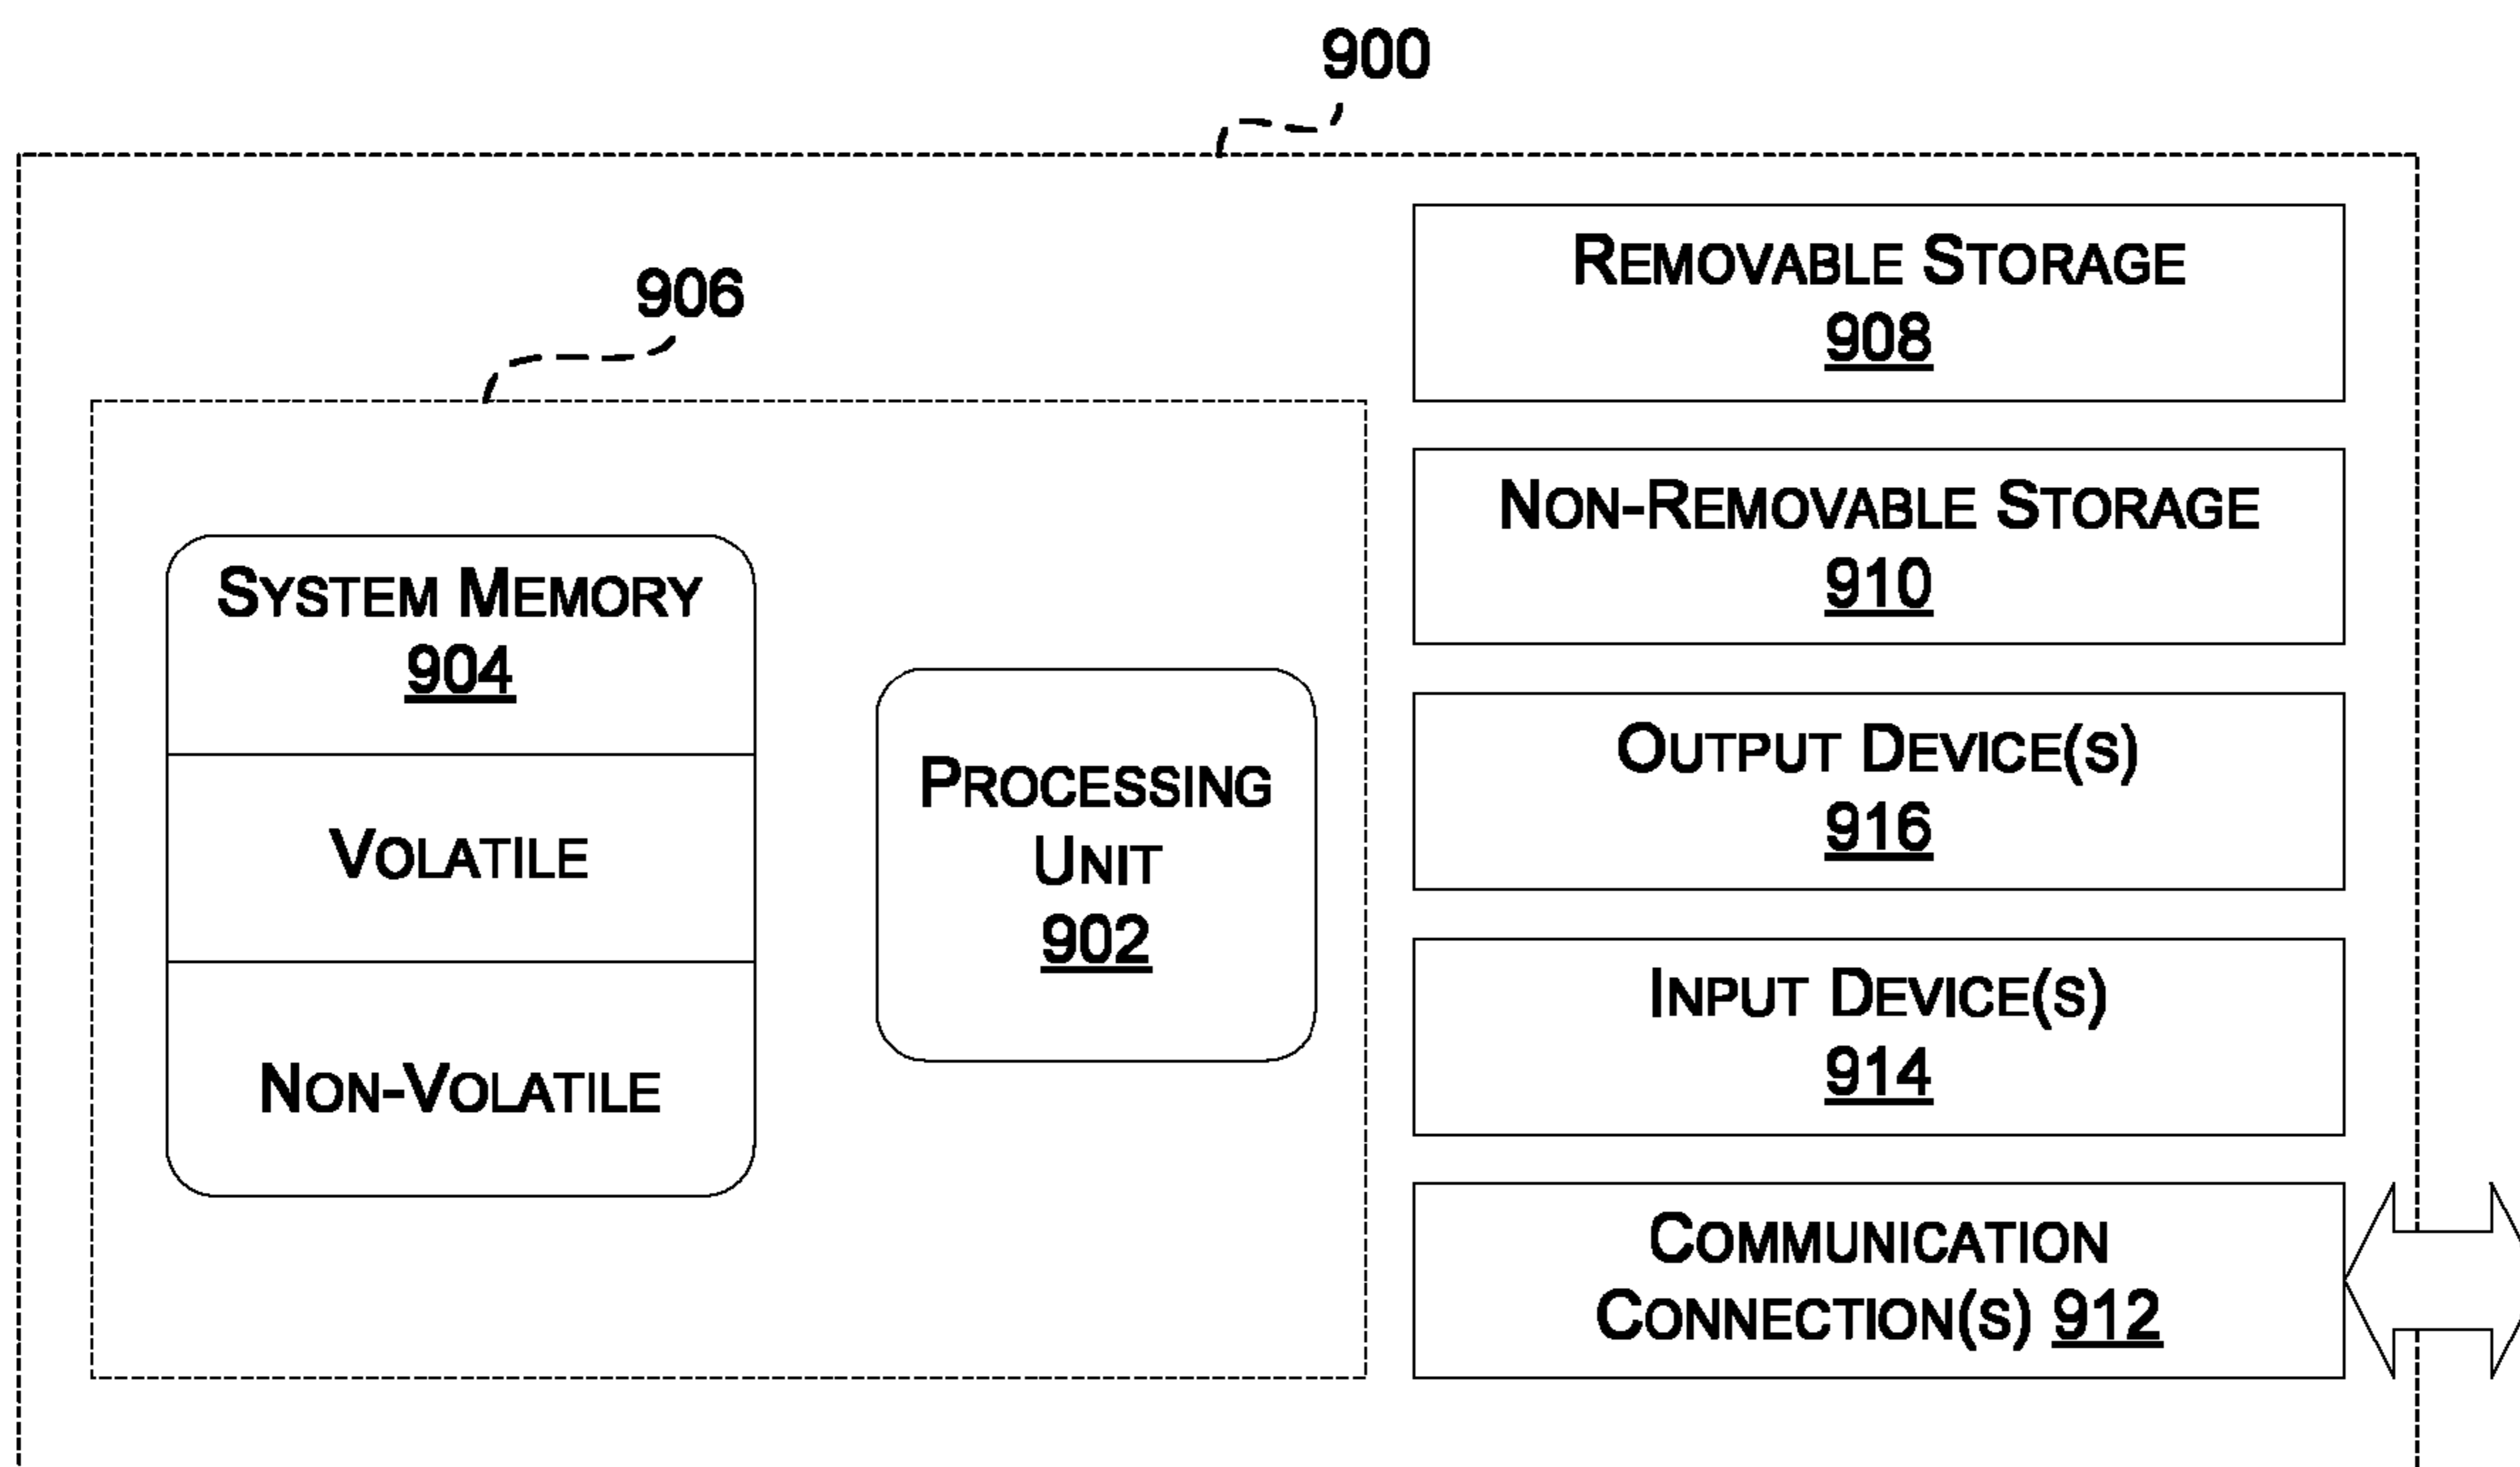 900
906
SYSTEM MEMORY
904
VOLATILE
NON-VOLATILE
PROCESSING
UNIT
902
REMOVABLE STORAGE
908
NON-REMOVABLE STORAGE
910
OUTPUT DEVICE(S)
916
INPUT DEVICE(S)
914
COMMUNICATION
CONNECTION(S) 912